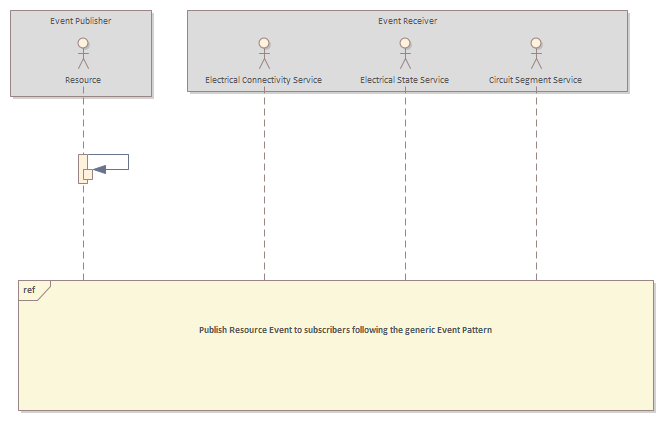 Event Publisher
Event Receiver
Resource
Electrical Connectivity Service
Electrical State Service
Circuit Segment Service
ref
Publish Resource Event to subscribers following the generic Event Pattern